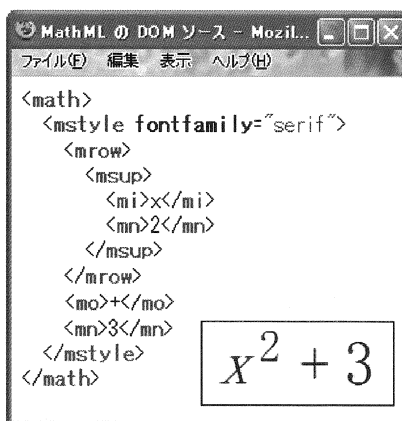 MathML の DOM ソース - Mozil...
ファイル(F) 編集 表示 ヘルプ(H)
<math>
<mstyle fontfamily="serif">
<mrow>
<msup>
<mi>x</mi>
<mn>2</mn>
</msup>
</mrow>
<mo>+</mo>
<mn>3</mn>
</mstyle>
</math>
x² + 3